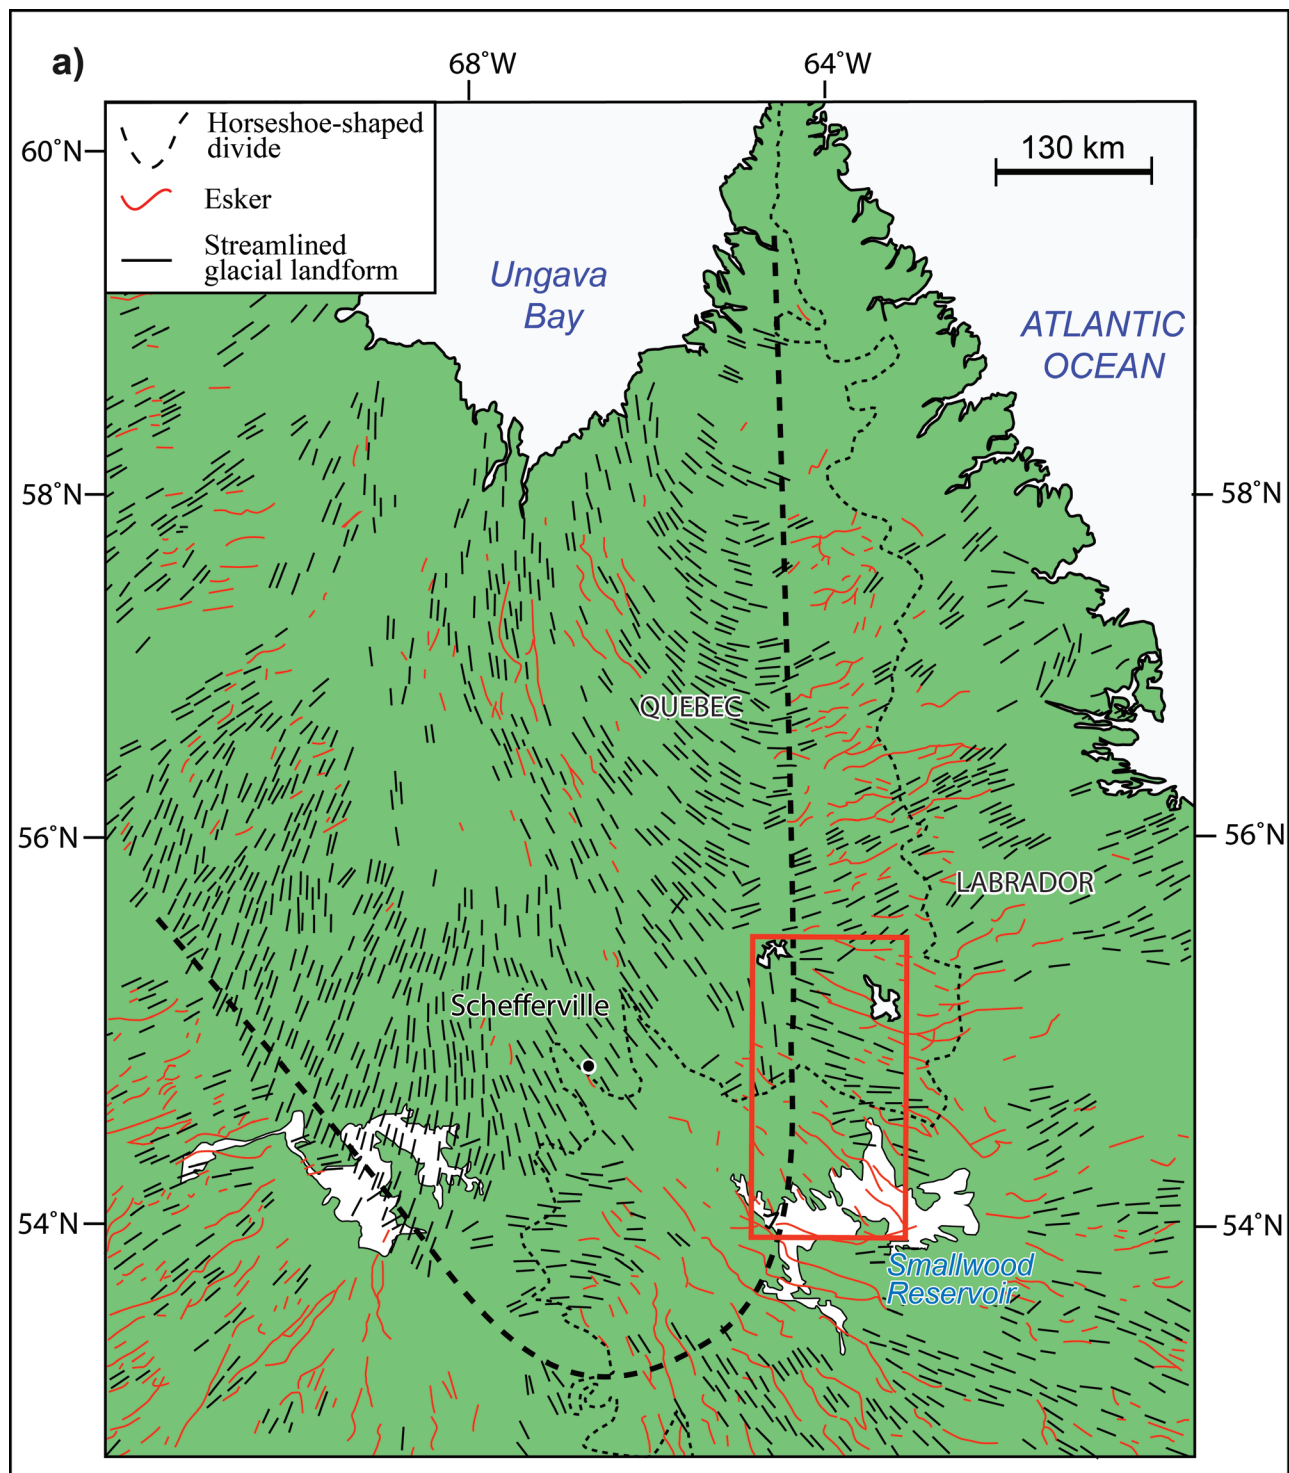 a)
68˚W
64˚W
60˚N
Horseshoe-shaped
divide
Esker
Streamlined
glacial landform
130 km
Ungava
Bay
ATLANTIC
OCEAN
58˚N
58˚N
QUEBEC
56˚N
56˚N
LABRADOR
Schefferville
54˚N
54˚N
Smallwood
Reservoir